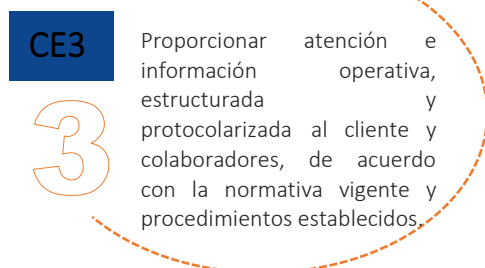 CE3
3
Proporcionar atención e
información operativa,
estructurada y
protocolarizada al cliente y
colaboradores, de acuerdo
con la normativa vigente y
procedimientos establecidos.